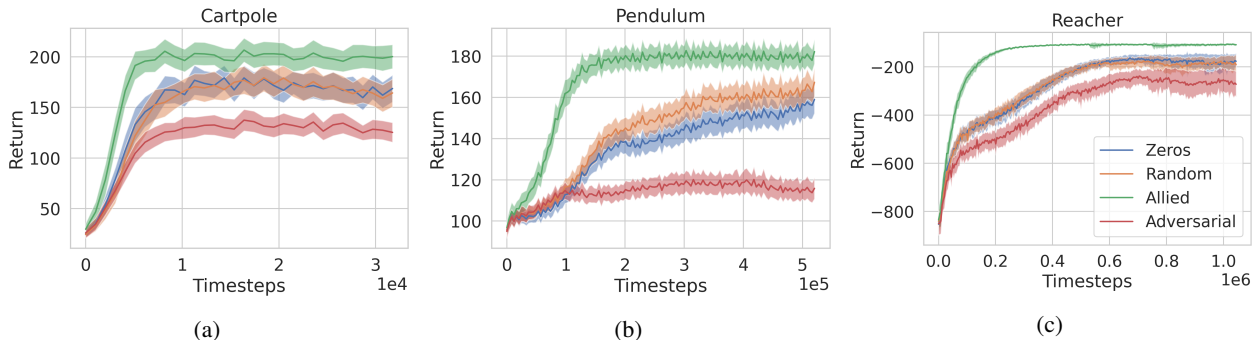 Cartpole
Return
200
150
100
50
0
1
2
3
Timesteps
1e4
(a)
Pendulum
Return
180
160
140
120
100
0
1
2
3
4
5
Timesteps
1e5
(b)
Reacher
Return
−200
−400
−600
−800
0.0
0.2
0.4
0.6
0.8
1.0
Timesteps
1e6
Zeros
Random
Allied
Adversarial
(c)